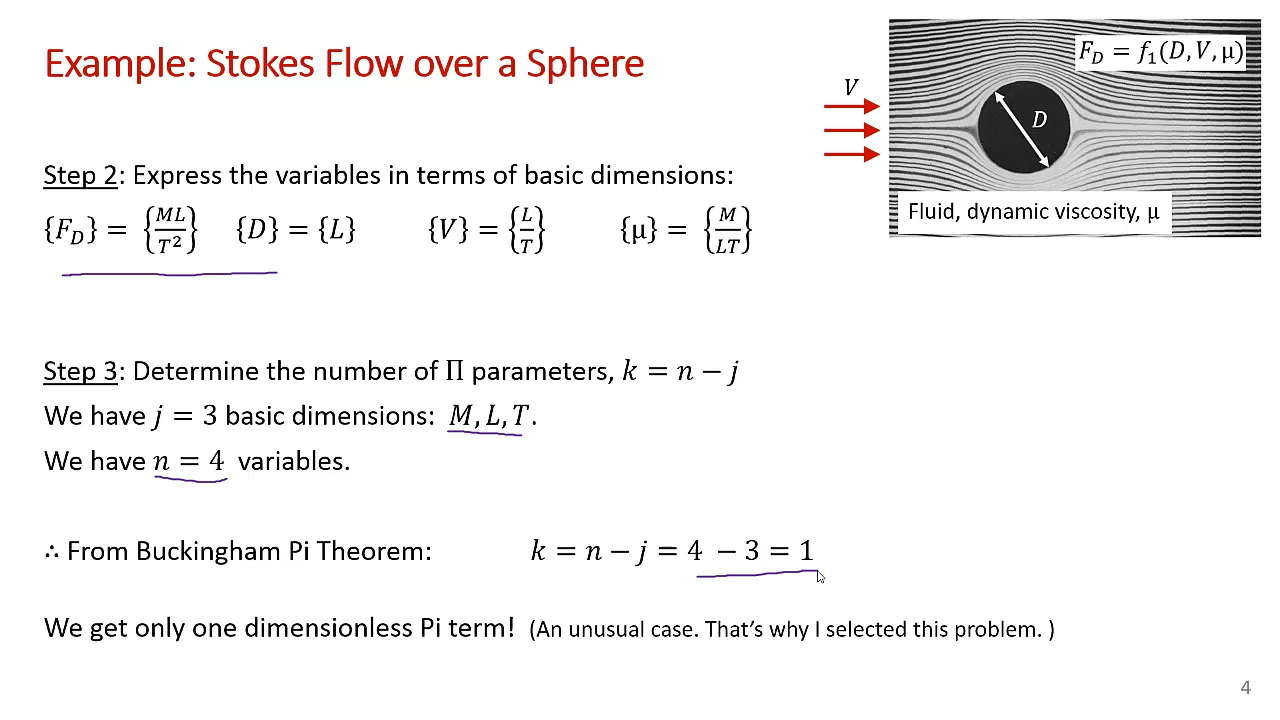 Example: Stokes Flow over a Sphere
F_D = f_1(D, V, μ)
V
D
Fluid, dynamic viscosity, μ
Step 2: Express the variables in terms of basic dimensions:
{F_D} = {ML/T²} {D} = {L} {V} = {L/T} {μ} = {M/LT}
Step 3: Determine the number of Π parameters, k = n − j
We have j = 3 basic dimensions: M, L, T.
We have n = 4 variables.
∴ From Buckingham Pi Theorem: k = n − j = 4 − 3 = 1
We get only one dimensionless Pi term! (An unusual case. That’s why I selected this problem. )
4